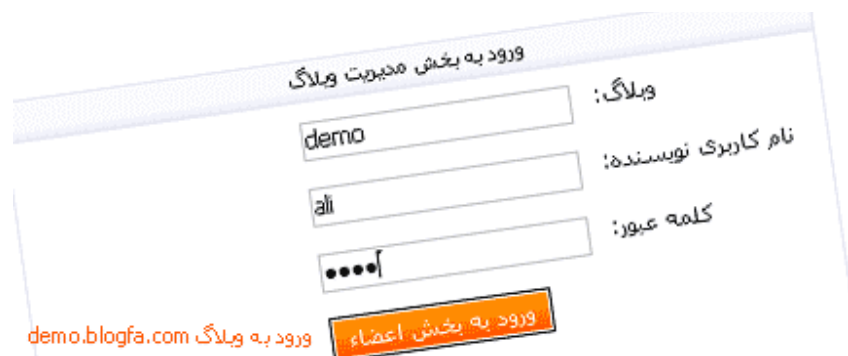 ورود به بخش مدیریت وبلاگ
وبلاگ:
demo
نام کاربری نویسنده:
ali
کلمه عبور:
••••
ورود به بخش اعضاء
ورود به وبلاگ demo.blogfa.com